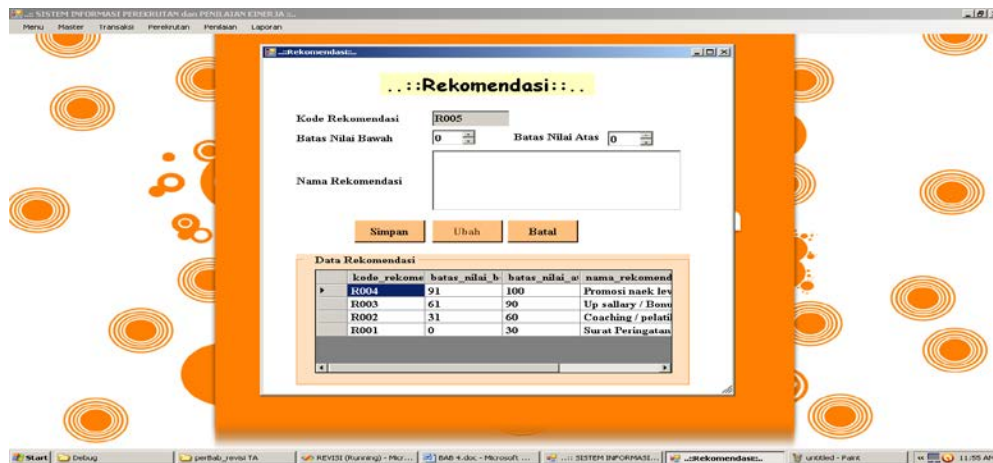 ..:: SISTEM INFORMASI PEREKRUTAN dan PENILAIAN KINERJA ::..
Menu Master Transaksi Perekrutan Penilaian Laporan
..::Rekomendasi::..
..::Rekomendasi::..
Kode Rekomendasi R005
Batas Nilai Bawah 0 Batas Nilai Atas 0
Nama Rekomendasi
Simpan Ubah Batal
Data Rekomendasi
kode_rekome batas_nilai_b batas_nilai_a nama_rekomend
R004 91 100 Promosi naek lev
R003 61 90 Up sallary / Bonu
R002 31 60 Coaching / pelati
R001 0 30 Surat Peringatan
Start Debug perBab_revisi TA REVISI (Running) - Micr... BAB 4.doc - Microsoft ... ..:: SISTEM INFORMASI... ..::Rekomendasi::.. untitled - Paint 11:55 AM